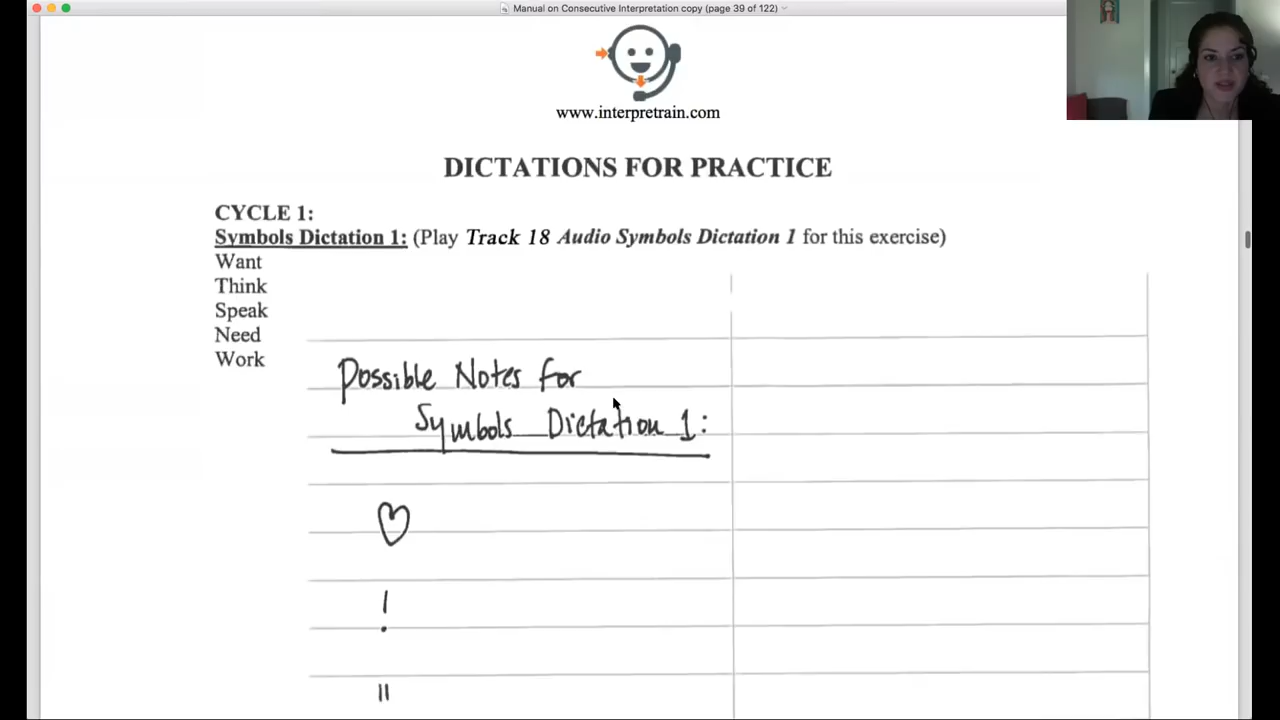 Manual on Consecutive Interpretation copy (page 39 of 122)
www.interpretrain.com
DICTATIONS FOR PRACTICE
CYCLE 1:
Symbols Dictation 1: (Play Track 18 Audio Symbols Dictation 1 for this exercise)
Want
Think
Speak
Need
Work
Possible Notes for
Symbols Dictation 1:
♡
!
"